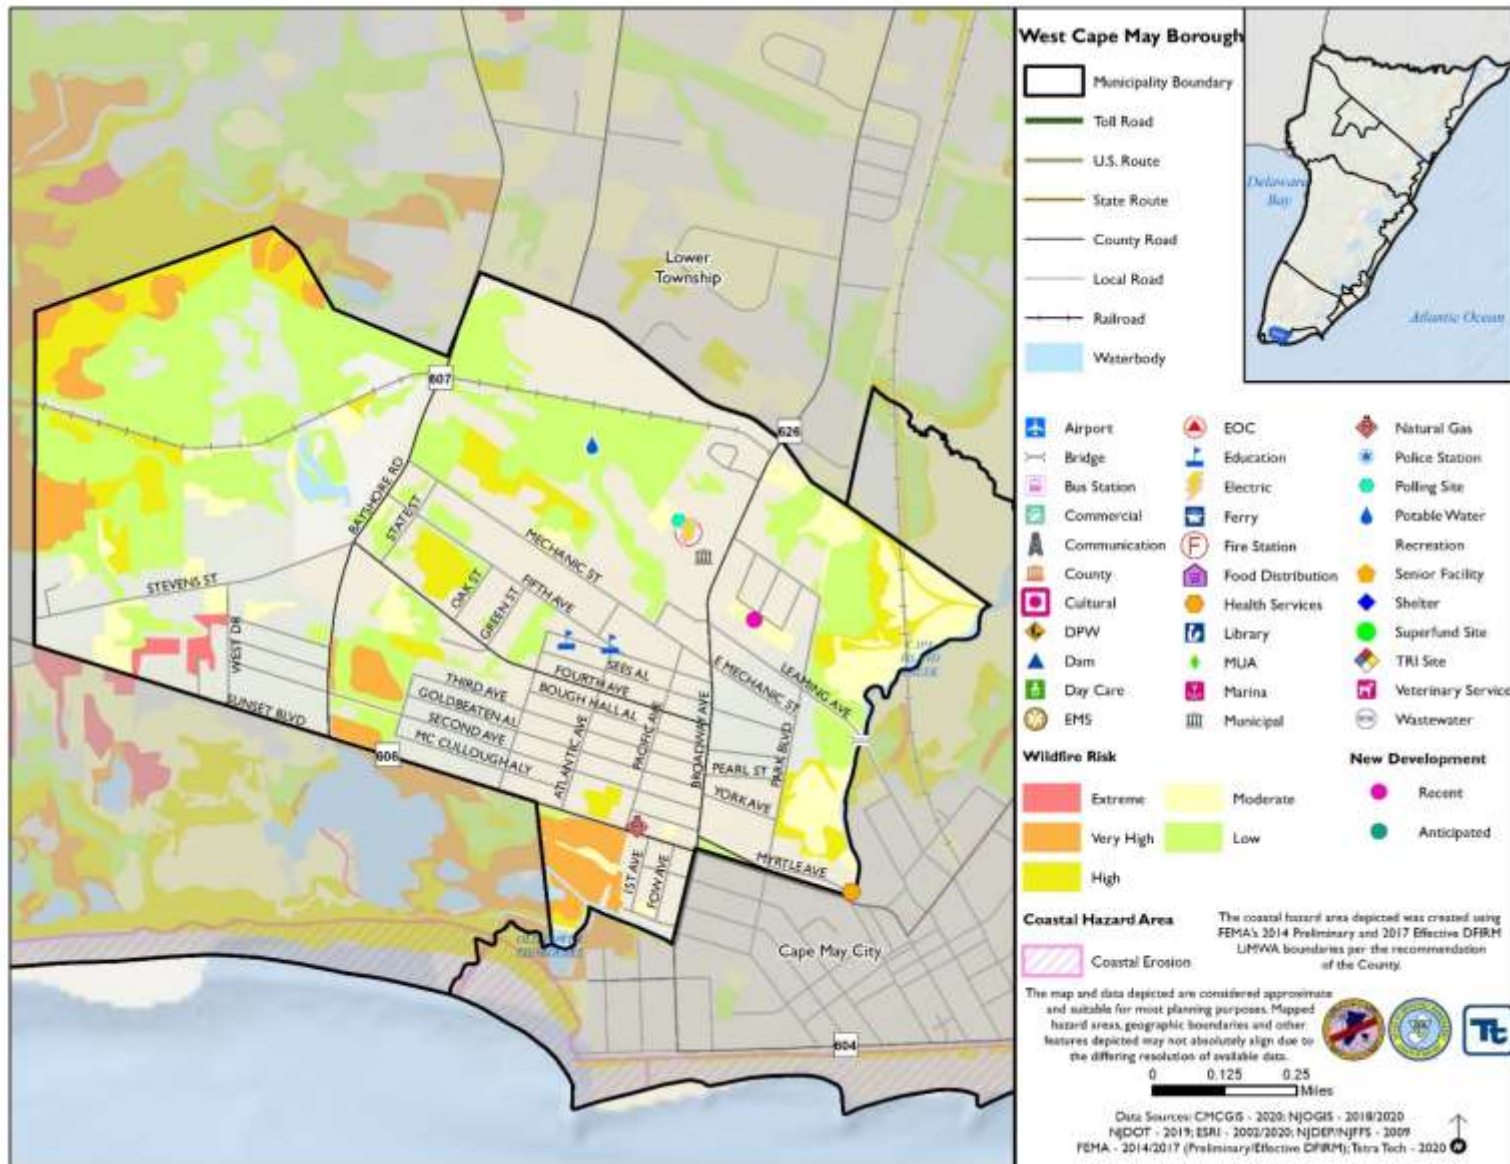 West Cape May Borough
Municipality Boundary
Toll Road
U.S. Route
State Route
County Road
Local Road
Railroad
Waterbody
Delaware
Bay
Atlantic Ocean
Airport
Bridge
Bus Station
Commercial
Communication
County
Cultural
DPW
Dam
Day Care
EMS
EOC
Education
Electric
Ferry
Fire Station
Food Distribution
Health Services
Library
MUA
Marina
Municipal
Natural Gas
Police Station
Polling Site
Potable Water
Recreation
Senior Facility
Shelter
Superfund Site
TRI Site
Veterinary Service
Wastewater
Wildfire Risk
Extreme
Very High
High
Moderate
Low
New Development
Recent
Anticipated
Coastal Hazard Area
Coastal Erosion
The coastal hazard area depicted was created using
FEMA's 2014 Preliminary and 2017 Effective DFIRM
LiMWA boundaries per the recommendation
of the County.
The map and data depicted are considered approximate
and suitable for most planning purposes. Mapped
hazard areas, geographic boundaries and other
features depicted may not absolutely align due to
the differing resolution of available data.
0 0.125 0.25
Miles
Data Sources: CMCGIS - 2020; NJOGIS - 2018/2020
NJDOT - 2019; ESRI - 2002/2020; NJDEP/NJFFS - 2009
FEMA - 2014/2017 (Preliminary/Effective DFIRM); Tetra Tech - 2020
N
Tt
F
Lower
Township
607
626
BAYSHORE RD
STATE ST
MECHANIC ST
STEVENS ST
OAK ST
GREEN ST
FIFTH AVE
WEST DR
SEES AL
E MECHANIC ST
LEAMING AVE
THIRD AVE
FOURTH AVE
GOLDBEATEN AL
BOUGH HALL AL
SECOND AVE
MC CULLOUGH ALY
SUNSET BLVD
606
ATLANTIC AVE
PACIFIC AVE
BROADWAY AVE
PARK BLVD
PEARL ST
YORK AVE
MYRTLE AVE
1ST AVE
FOW AVE
Cape May City
604